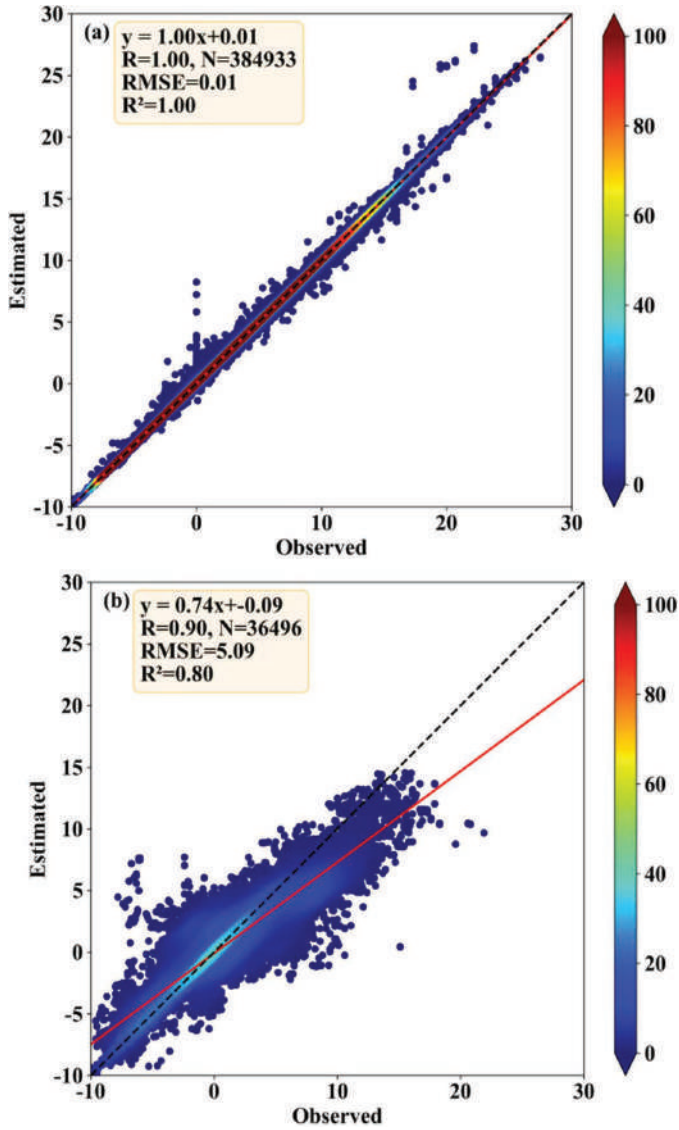 (a)
y = 1.00x+0.01
R=1.00, N=384933
RMSE=0.01
R²=1.00
30
25
20
15
10
5
0
-5
-10
Estimated
-10
0
10
20
30
Observed
100
80
60
40
20
0
(b)
y = 0.74x+-0.09
R=0.90, N=36496
RMSE=5.09
R²=0.80
30
25
20
15
10
5
0
-5
-10
Estimated
-10
0
10
20
30
Observed
100
80
60
40
20
0